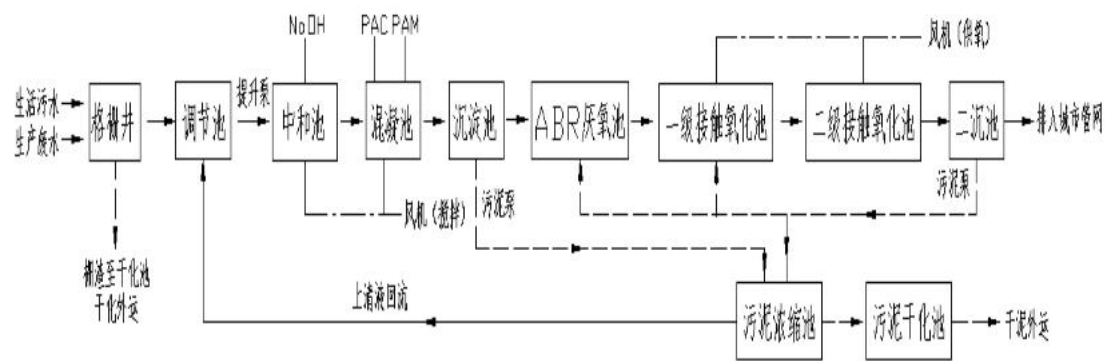 NoOH
PAC PAM
风机（供氧）
生活污水
生产废水
格栅井
调节池
提升泵
中和池
混凝池
沉淀池
ABR厌氧池
一级接触氧化池
二级接触氧化池
二沉池
排入城市管网
风机（搅拌）
污泥泵
污泥泵
栅渣至干化池
干化外运
上清液回流
污泥浓缩池
污泥干化池
干泥外运